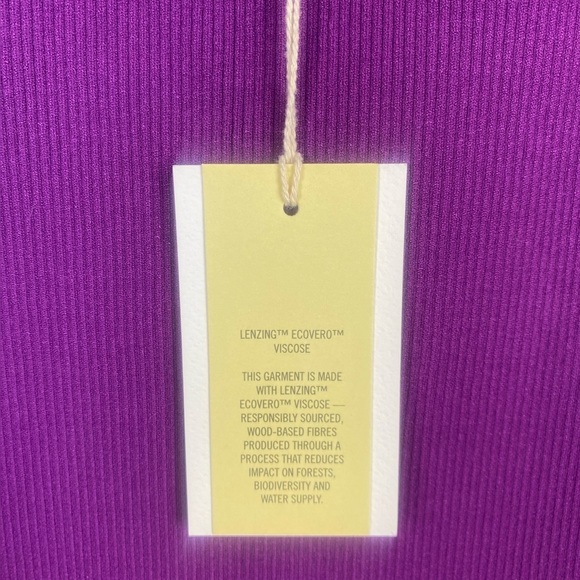 LENZING™ ECOVERO™
VISCOSE
THIS GARMENT IS MADE
WITH LENZING™
ECOVERO™ VISCOSE —
RESPONSIBLY SOURCED,
WOOD-BASED FIBRES
PRODUCED THROUGH A
PROCESS THAT REDUCES
IMPACT ON FORESTS,
BIODIVERSITY AND
WATER SUPPLY.